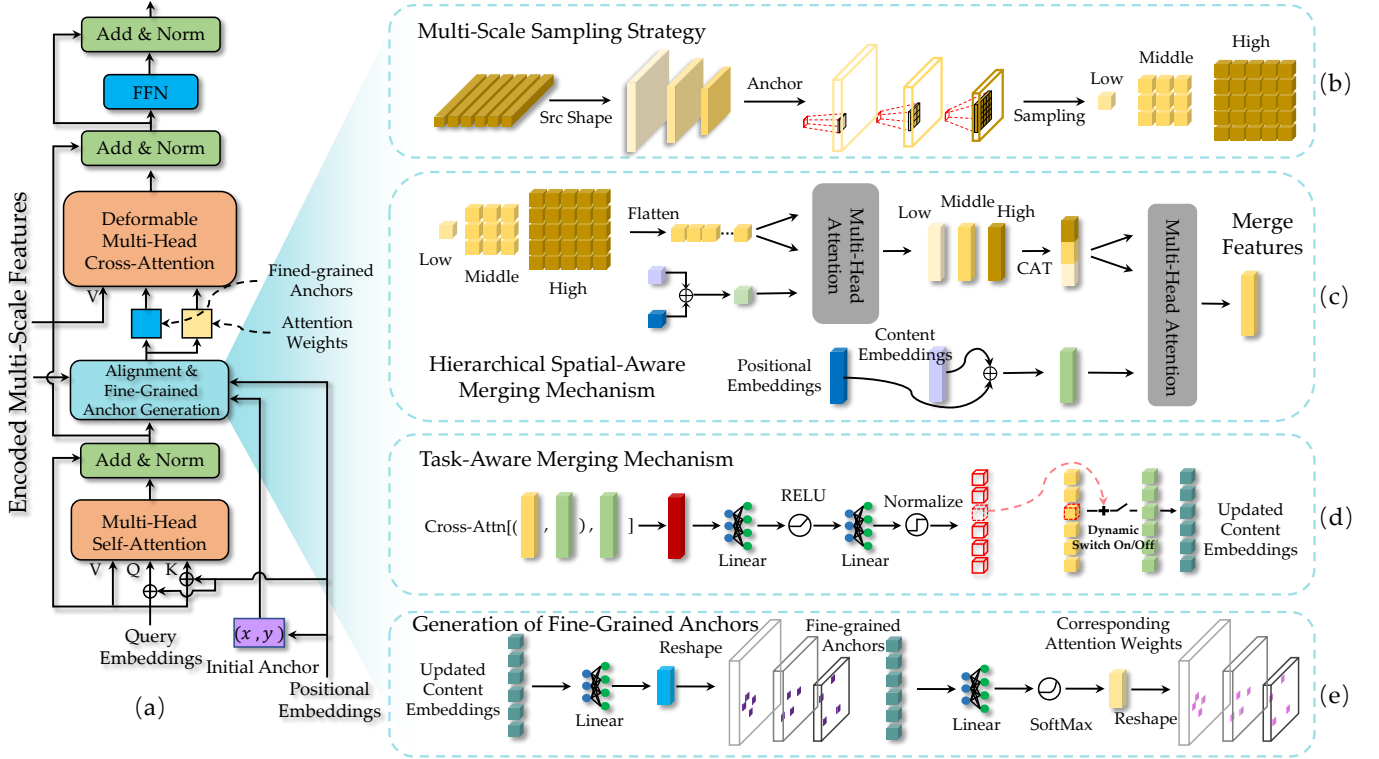 Add & Norm
FFN
Add & Norm
Deformable
Multi-Head
Cross-Attention
Fined-grained
Anchors
V
Attention
Weights
Encoded Multi-Scale Features
Alignment &
Fine-Grained
Anchor Generation
Add & Norm
Multi-Head
Self-Attention
V
Q
K
Query
Embeddings
(x , y)
Initial Anchor
Positional
Embeddings
(a)
Multi-Scale Sampling Strategy
Src Shape
Anchor
Sampling
Low
Middle
High
(b)
Low
Middle
High
Flatten
...
Multi-Head
Attention
Low
Middle
High
CAT
Multi-Head Attention
Merge
Features
(c)
Hierarchical Spatial-Aware
Merging Mechanism
Positional
Embeddings
Content
Embeddings
Task-Aware Merging Mechanism
Cross-Attn[( , ) , ]
Linear
RELU
Linear
Normalize
Dynamic
Switch On/Off
Updated
Content
Embeddings
(d)
Generation of Fine-Grained Anchors
Updated
Content
Embeddings
Linear
Reshape
Fine-grained
Anchors
Linear
SoftMax
Corresponding
Attention Weights
Reshape
(e)